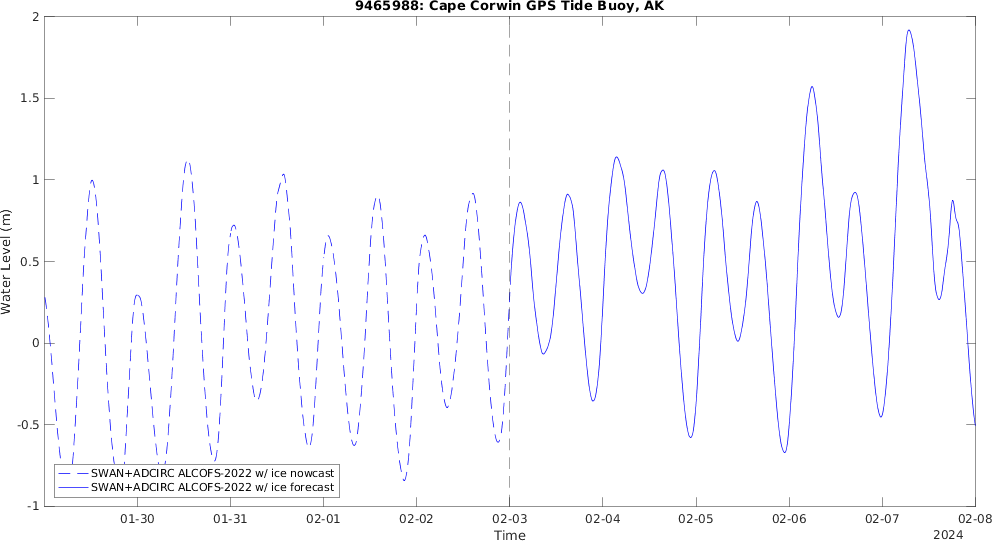 9465988: Cape Corwin GPS Tide Buoy, AK
Water Level (m)
2
1.5
1
0.5
0
-0.5
-1
SWAN+ADCIRC ALCOFS-2022 w/ ice nowcast
SWAN+ADCIRC ALCOFS-2022 w/ ice forecast
01-30 01-31 02-01 02-02 02-03 02-04 02-05 02-06 02-07 02-08
Time
2024